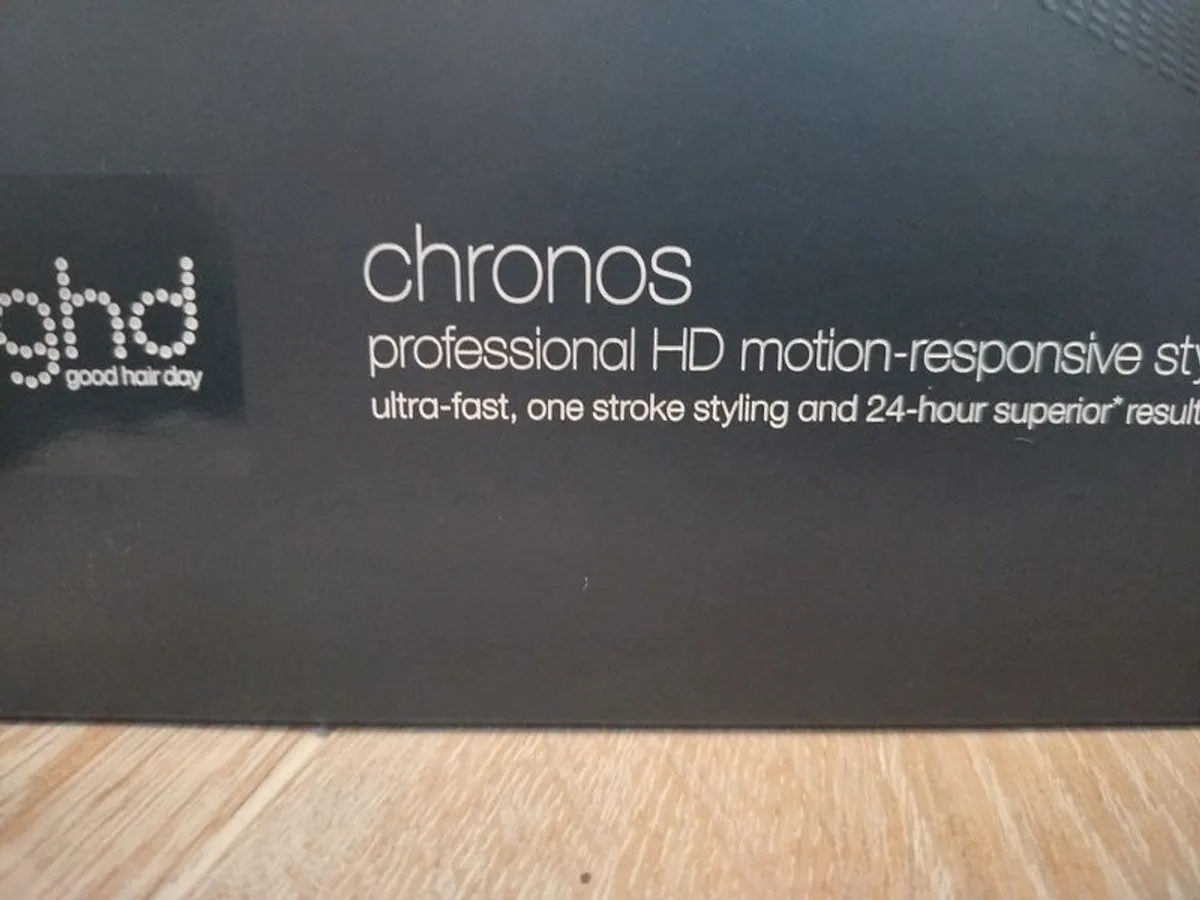 ghd
good hair day
chronos
professional HD motion-responsive
ultra-fast, one stroke styling and 24-hour superior*